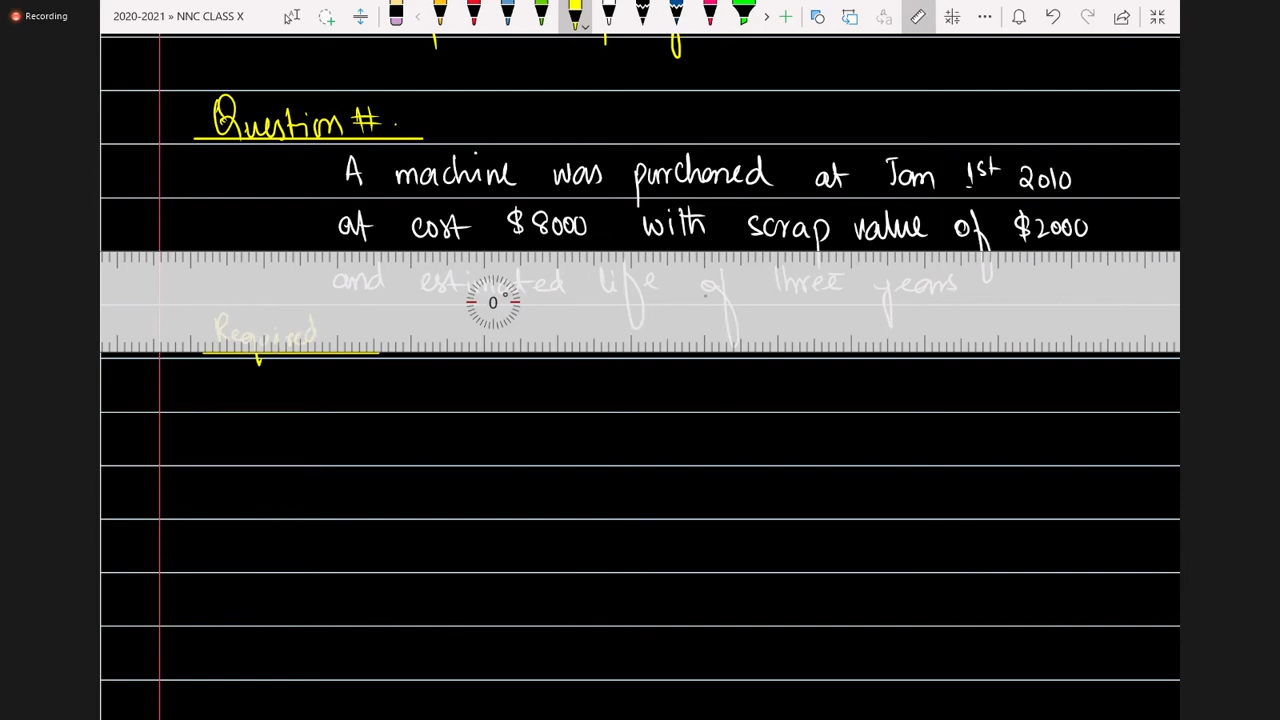 Recording
2020-2021 » NNC CLASS X
Question #.
A machine was purchased at Jan 1st 2010
at cost $8000 with scrap value of $2000
and estimated life of three years
0°
Required